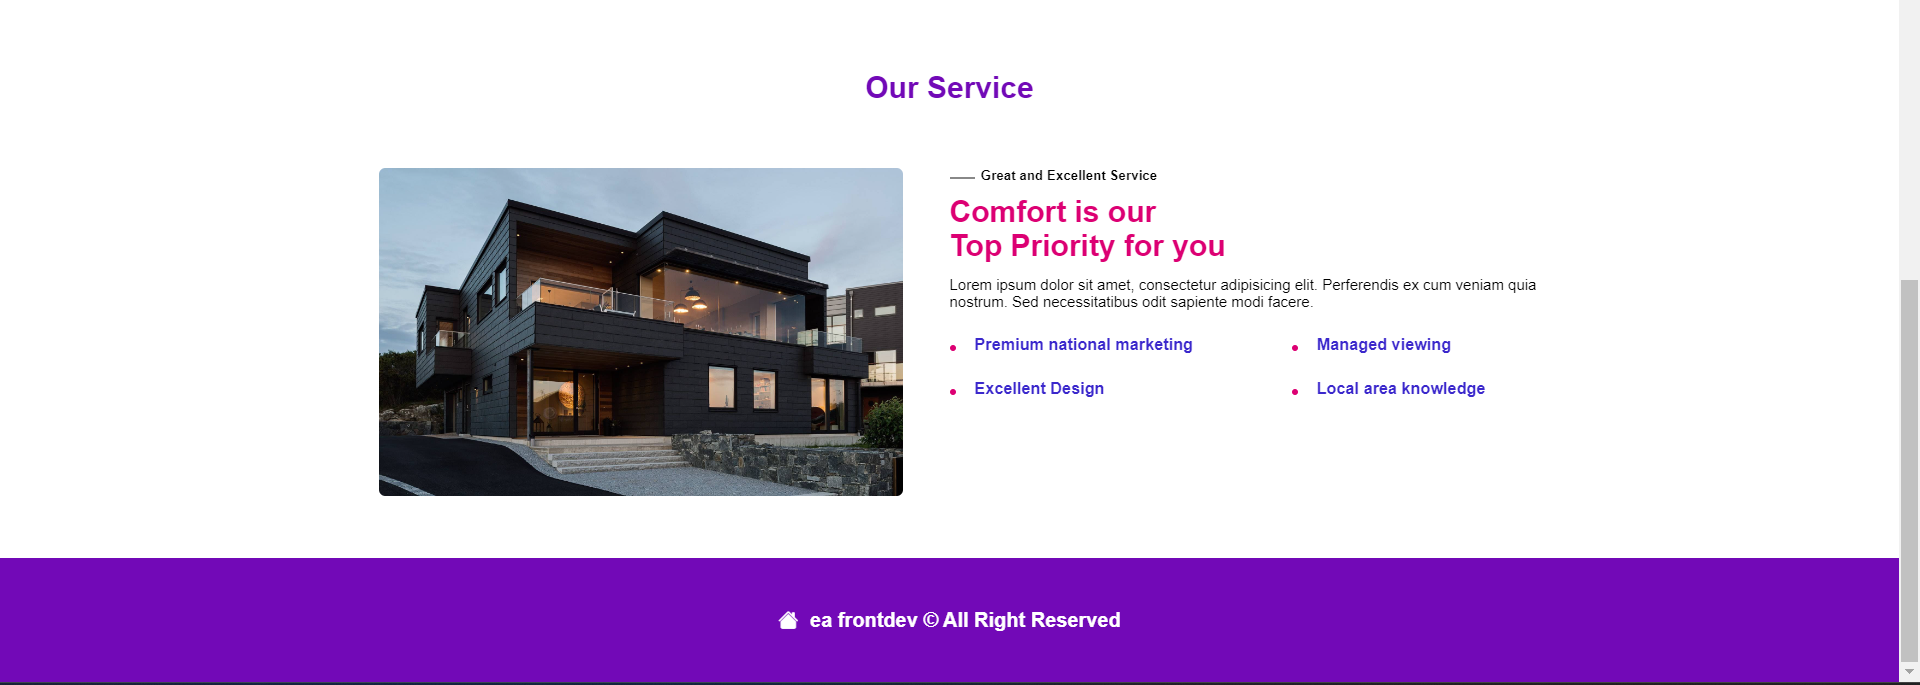 Our Service
Great and Excellent Service
Comfort is our
Top Priority for you
Lorem ipsum dolor sit amet, consectetur adipisicing elit. Perferendis ex cum veniam quia
nostrum. Sed necessitatibus odit sapiente modi facere.
Premium national marketing
Managed viewing
Excellent Design
Local area knowledge
ea frontdev © All Right Reserved